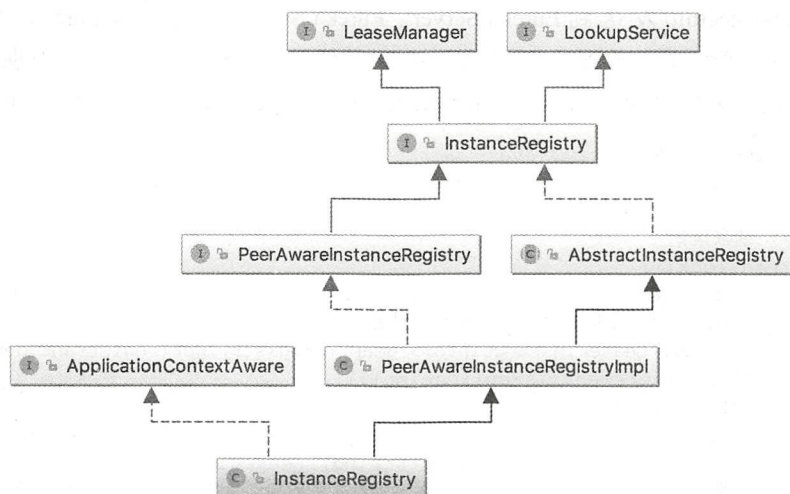 I LeaseManager
I LookupService
I InstanceRegistry
I PeerAwareInstanceRegistry
C AbstractInstanceRegistry
I ApplicationContextAware
C PeerAwareInstanceRegistryImpl
C InstanceRegistry